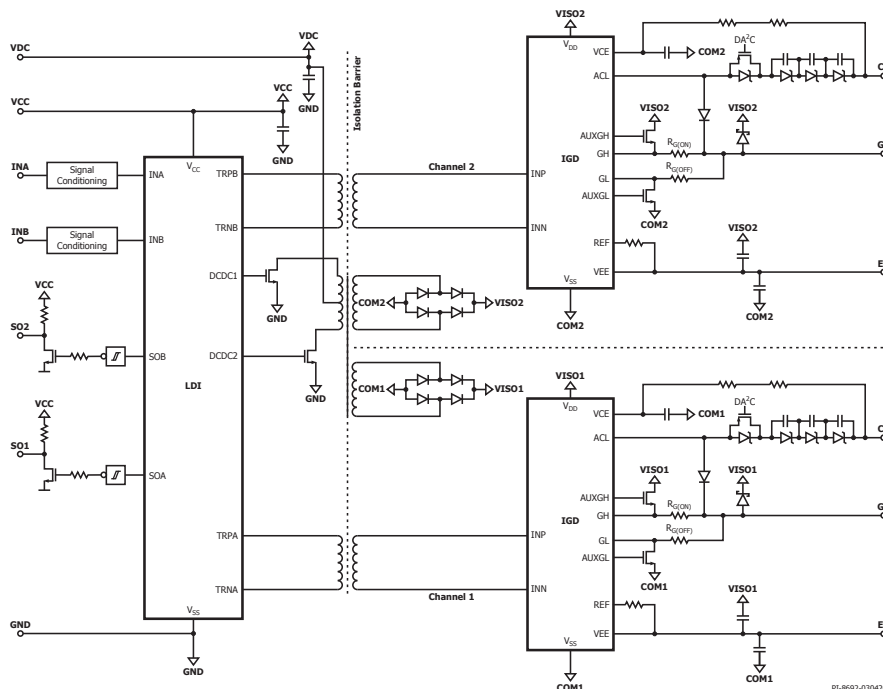 VDC
VDC
GND
VCC
VCC
GND
Isolation Barrier
INA
Signal Conditioning
INA
INB
Signal Conditioning
INB
VCC
SO2
SOB
VCC
SO1
SOA
GND
VCC
TRPB
TRNB
DCDC1
DCDC2
LDI
TRPA
TRNA
VSS
GND
GND
GND
Channel 2
COM2
VISO2
COM1
VISO1
Channel 1
VISO2
VDD
VCE
ACL
AUXGH
IGD
GH
GL
AUXGL
INP
INN
REF
VEE
VSS
COM2
COM2
DA²C
C
VISO2
VISO2
RG(ON)
G
RG(OFF)
COM2
VISO2
E
COM2
VISO1
VDD
VCE
ACL
AUXGH
IGD
GH
GL
AUXGL
INP
INN
REF
VEE
VSS
COM1
COM1
DA²C
C
VISO1
VISO1
RG(ON)
G
RG(OFF)
COM1
VISO1
E
COM1